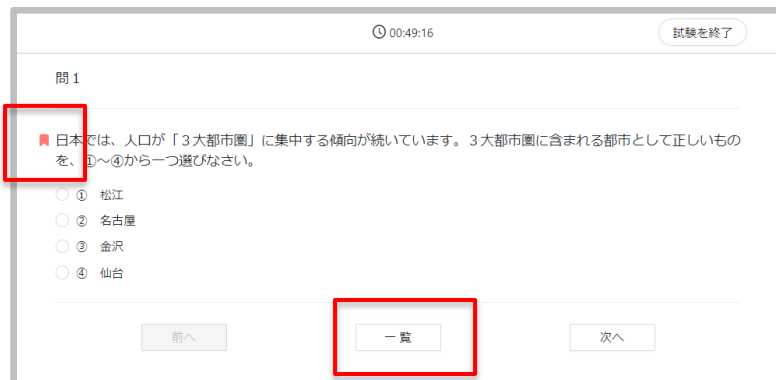 00:49:16
試験を終了
問1
日本では、人口が「3大都市圏」に集中する傾向が続いています。3大都市圏に含まれる都市として正しいもの
を、①～④から一つ選びなさい。
① 松江
② 名古屋
③ 金沢
④ 仙台
前へ
一覧
次へ